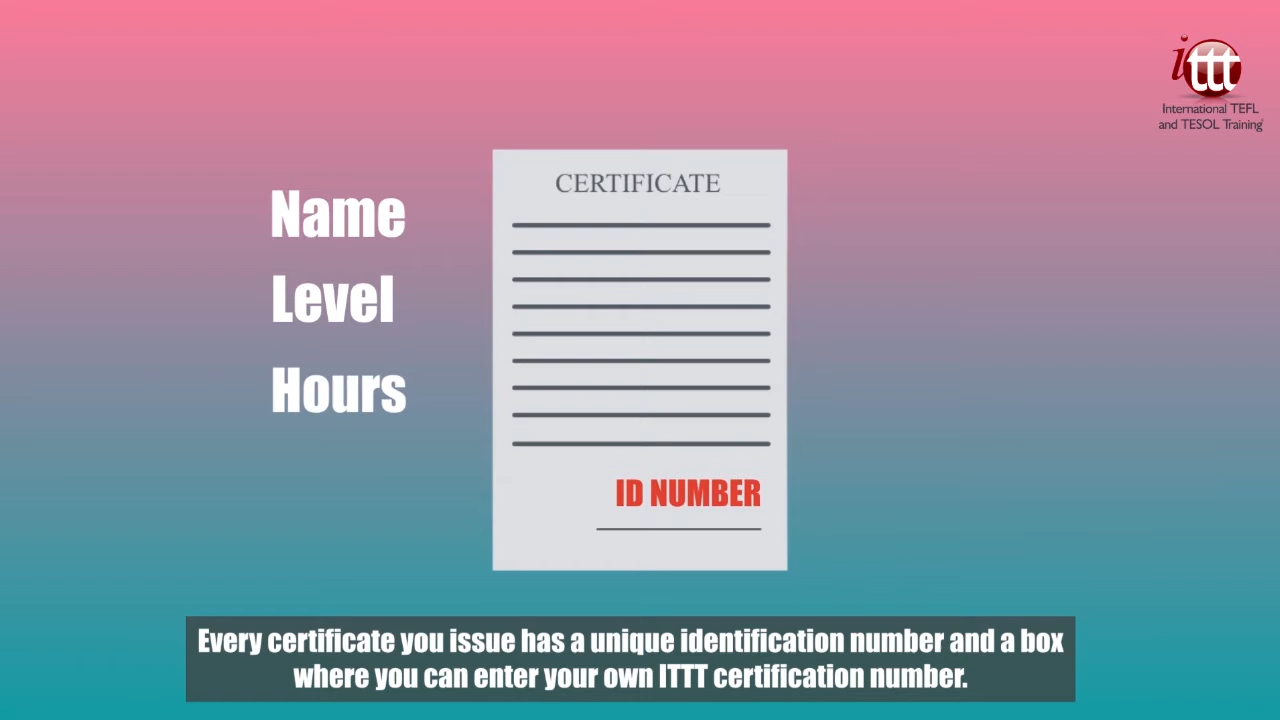 ittt
International TEFL
and TESOL Training
CERTIFICATE
Name
Level
Hours
ID NUMBER
Every certificate you issue has a unique identification number and a box
where you can enter your own ITTT certification number.